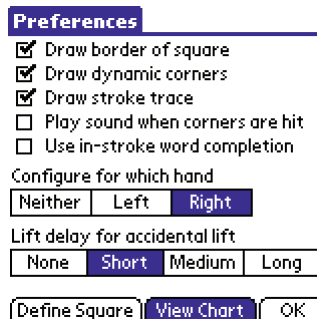 Preferences
Draw border of square
Draw dynamic corners
Draw stroke trace
Play sound when corners are hit
Use in-stroke word completion
Configure for which hand
Neither Left Right
Lift delay for accidental lift
None Short Medium Long
Define Square View Chart OK